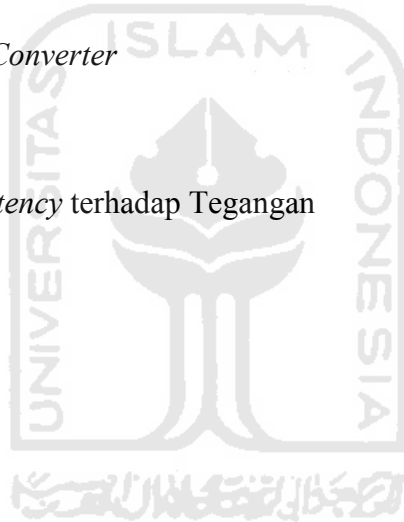 ISLAM
Converter
UNIVERSITAS
INDONESIA
tency terhadap Tegangan